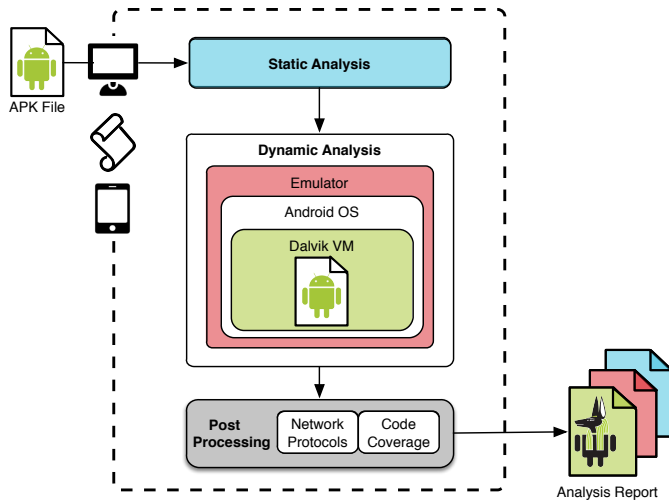 Static Analysis
APK File
Dynamic Analysis
Emulator
Android OS
Dalvik VM
Post
Processing
Network
Protocols
Code
Coverage
Analysis Report